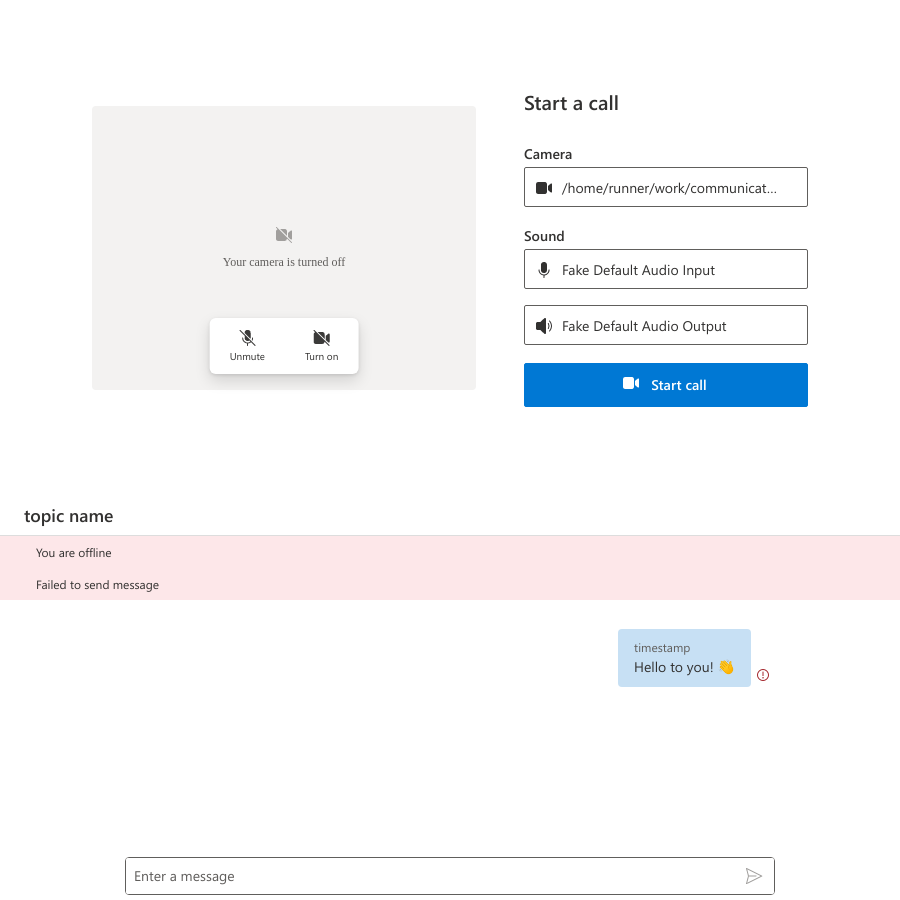 Start a call
Camera
/home/runner/work/communicat...
Sound
Fake Default Audio Input
Fake Default Audio Output
Start call
Your camera is turned off
Unmute
Turn on
topic name
You are offline
Failed to send message
timestamp
Hello to you! 👋
Enter a message